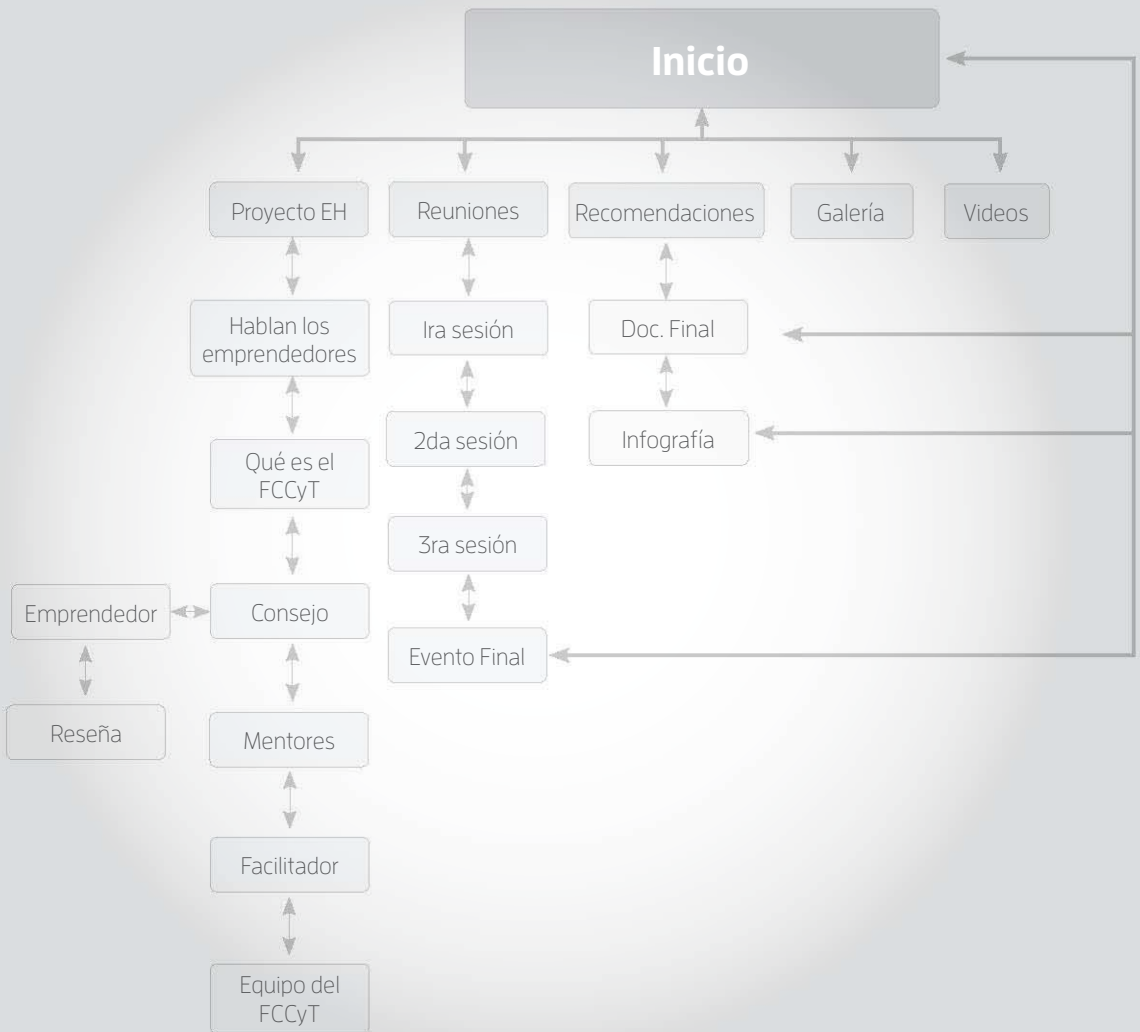 Inicio
Proyecto EH
Reuniones
Recomendaciones
Galería
Videos
Hablan los
emprendedores
Ira sesión
Doc. Final
2da sesión
Infografía
Qué es el
FCCyT
3ra sesión
Emprendedor
Consejo
Evento Final
Reseña
Mentores
Facilitador
Equipo del
FCCyT